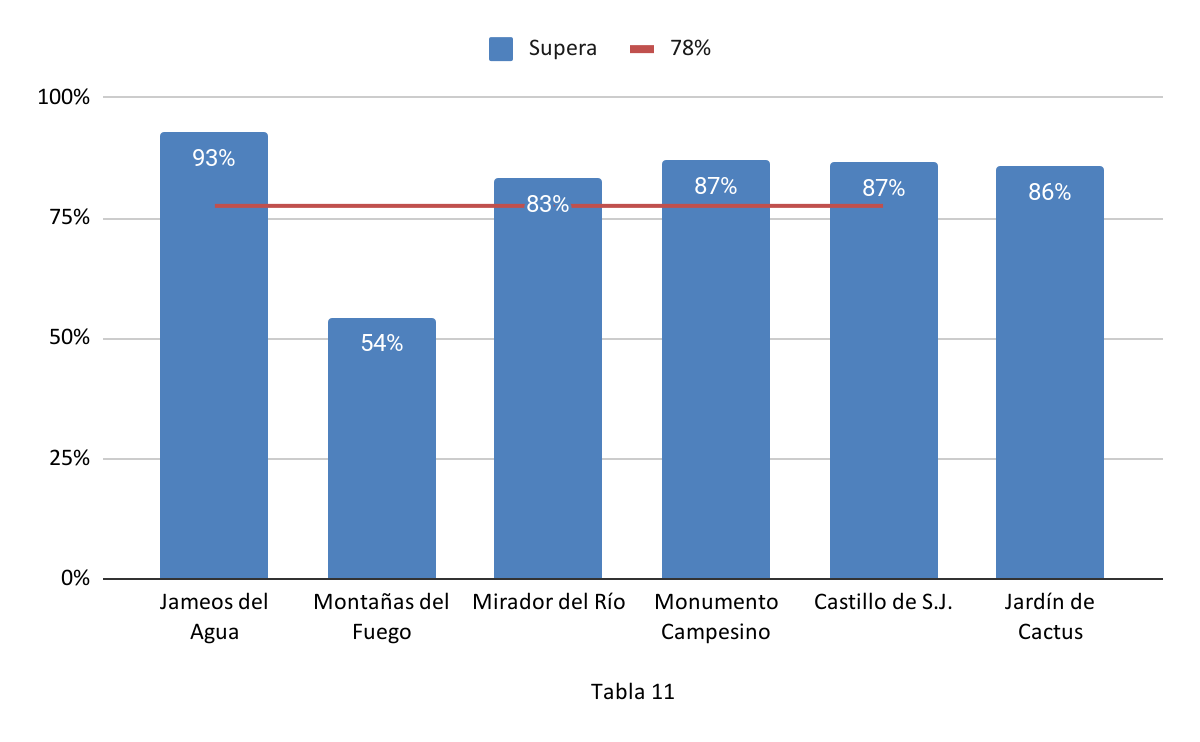 Supera 78%
100%
75%
50%
25%
0%
93%
54%
83%
87%
87%
86%
Jameos del
Agua
Montañas del
Fuego
Mirador del Río
Monumento
Campesino
Castillo de S.J.
Jardín de
Cactus
Tabla 11